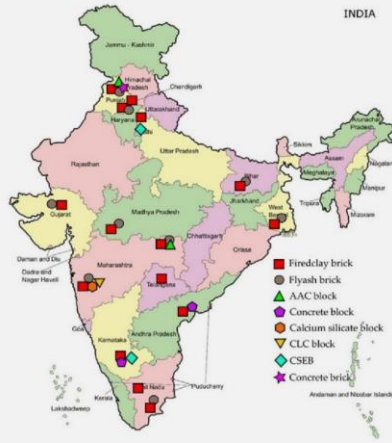 INDIA
Jammu - Kashmir
Himachal
Pradesh
Chandigarh
Punjab
Uttarakhand
Haryana
Delhi
Arunachal
Pradesh
Sikkim
Rajasthan
Uttar Pradesh
Assam
Nagaland
Bihar
Meghalaya
Manipur
Jharkhand
West
Bengal
Tripura
Mizoram
Gujarat
Madhya Pradesh
Chhattisgarh
Daman and Diu
Orissa
Dadra and
Nagar Haveli
Maharashtra
Telangana
Firedclay brick
Flyash brick
AAC block
Concrete block
Goa
Calcium silicate block
Karnataka
Andhra Pradesh
CLC block
CSEB
Concrete brick
Puducherry
Tamil Nadu
Kerala
Lakshadweep
Andaman and Nicobar Islands